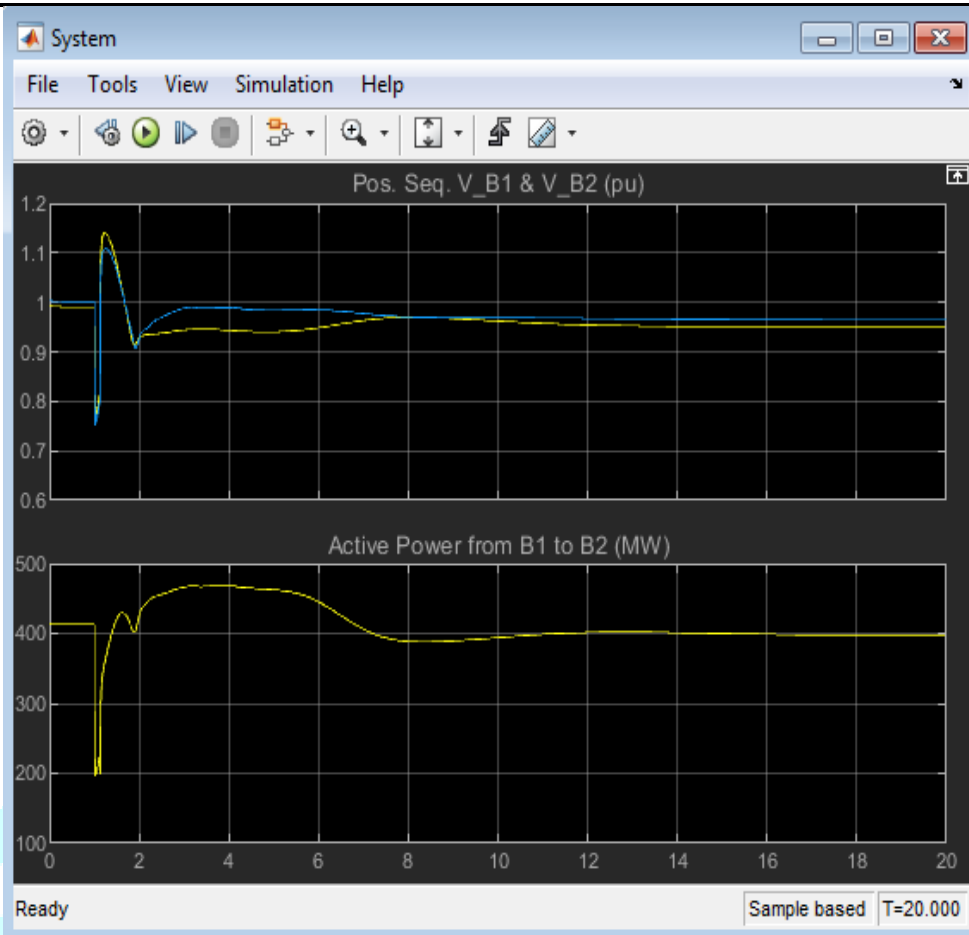 System
File Tools View Simulation Help
Pos. Seq. V_B1 & V_B2 (pu)
1.2
1.1
1
0.9
0.8
0.7
0.6
Active Power from B1 to B2 (MW)
500
400
300
200
100
0 2 4 6 8 10 12 14 16 18 20
Ready Sample based T=20.000